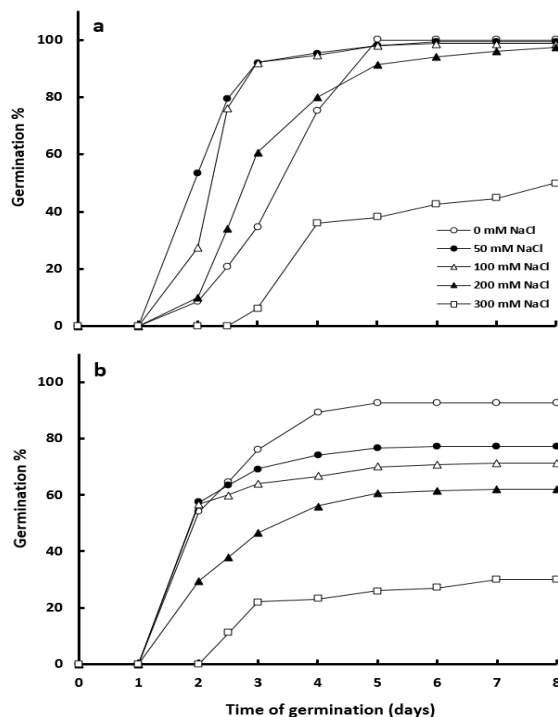 a
100
80
60
40
20
0
Germination %
0 mM NaCl
50 mM NaCl
100 mM NaCl
200 mM NaCl
300 mM NaCl
b
100
80
60
40
20
0
Germination %
0 1 2 3 4 5 6 7 8
Time of germination (days)